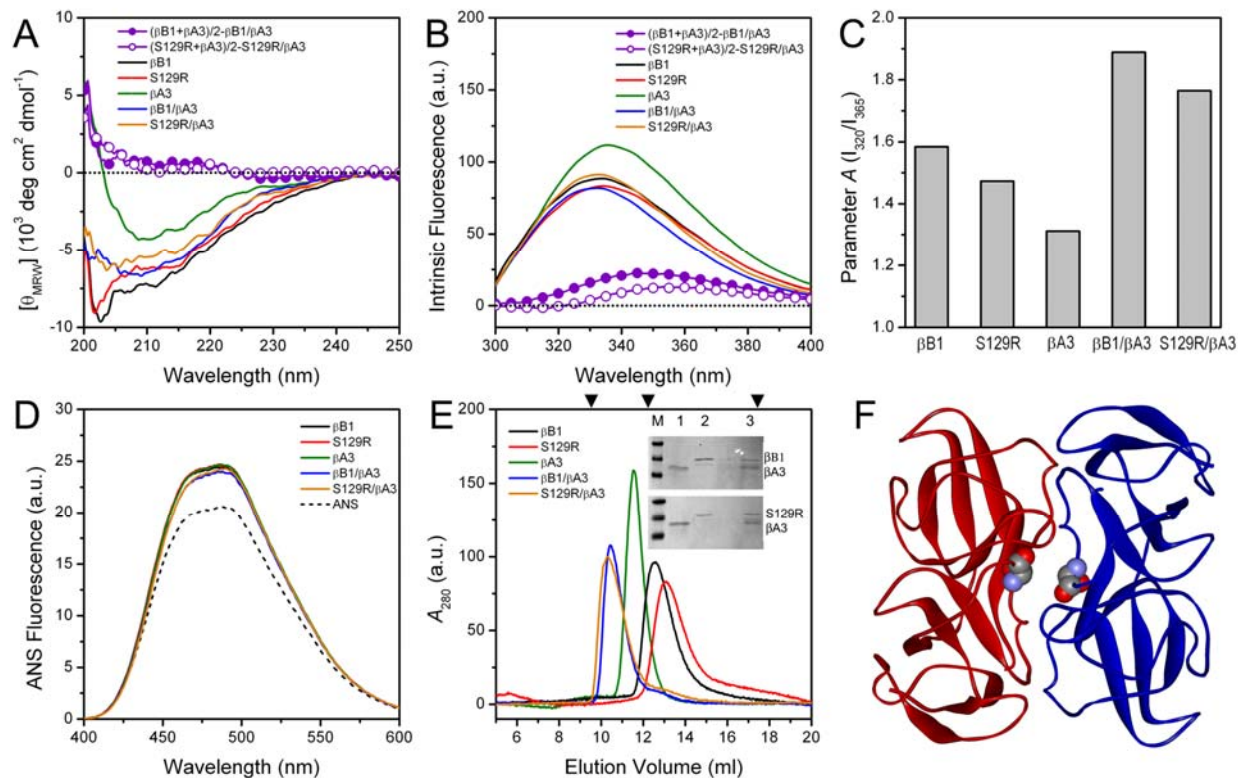 A
(βB1+βA3)/2-βB1/βA3
(S129R+βA3)/2-S129R/βA3
βB1
S129R
βA3
βB1/βA3
S129R/βA3
[θMRW] (10³ deg cm² dmol⁻¹)
10
5
0
-5
-10
200 210 220 230 240 250
Wavelength (nm)
B
(βB1+βA3)/2-βB1/βA3
(S129R+βA3)/2-S129R/βA3
βB1
S129R
βA3
βB1/βA3
S129R/βA3
Intrinsic Fluorescence (a.u.)
200
150
100
50
0
300 320 340 360 380 400
Wavelength (nm)
C
Parameter A (I₃₂₀/I₃₆₅)
2.0
1.8
1.6
1.4
1.2
1.0
βB1 S129R βA3 βB1/βA3 S129R/βA3
D
βB1
S129R
βA3
βB1/βA3
S129R/βA3
ANS
ANS Fluorescence (a.u.)
30
25
20
15
10
5
0
400 450 500 550 600
Wavelength (nm)
E
βB1
S129R
βA3
βB1/βA3
S129R/βA3
M 1 2 3
βB1
βA3
S129R
βA3
A₂₈₀ (a.u.)
200
150
100
50
0
6 8 10 12 14 16 18 20
Elution Volume (ml)
F